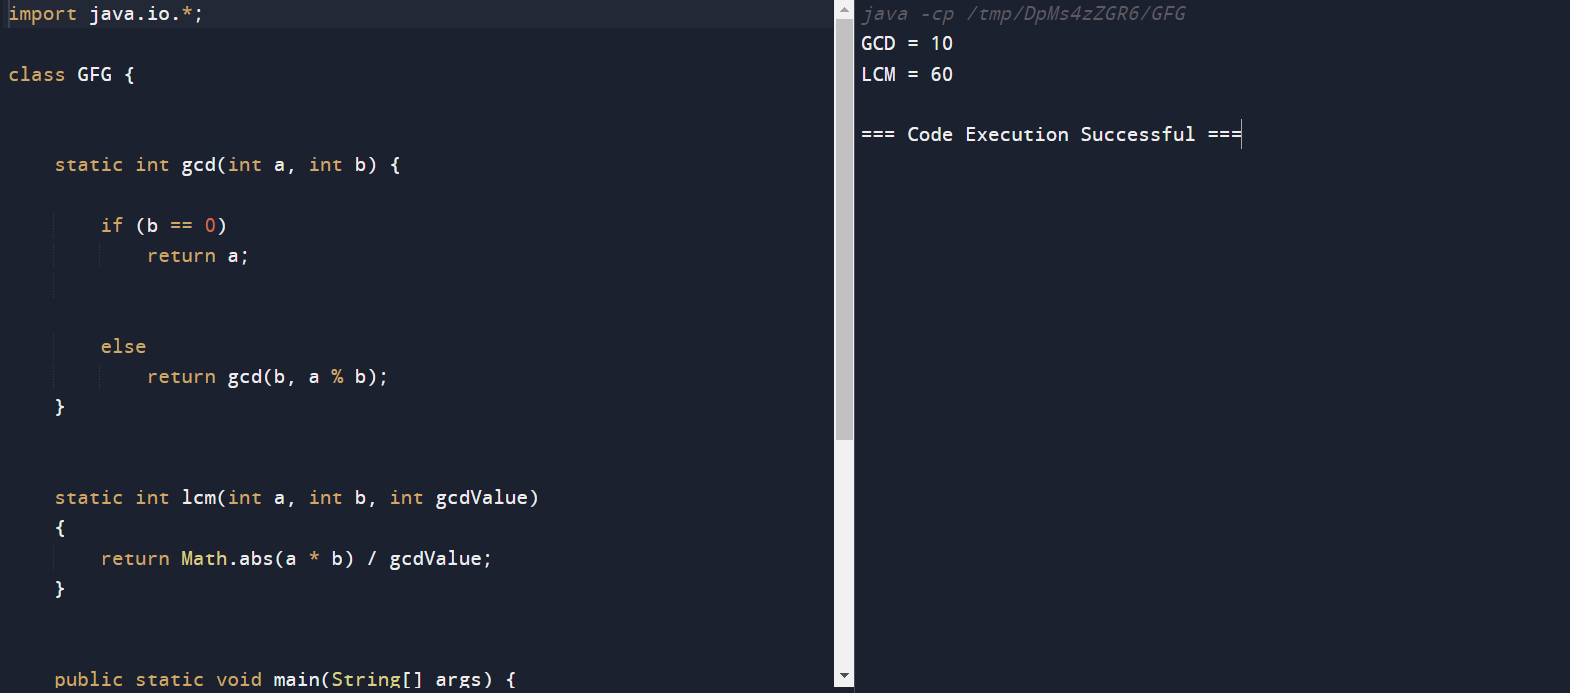 import java.io.*;
class GFG {
static int gcd(int a, int b) {
if (b == 0)
return a;
else
return gcd(b, a % b);
}
static int lcm(int a, int b, int gcdValue)
{
return Math.abs(a * b) / gcdValue;
}
public static void main(String[] args) {
java -cp /tmp/DpMs4zZGR6/GFG
GCD = 10
LCM = 60
=== Code Execution Successful ===